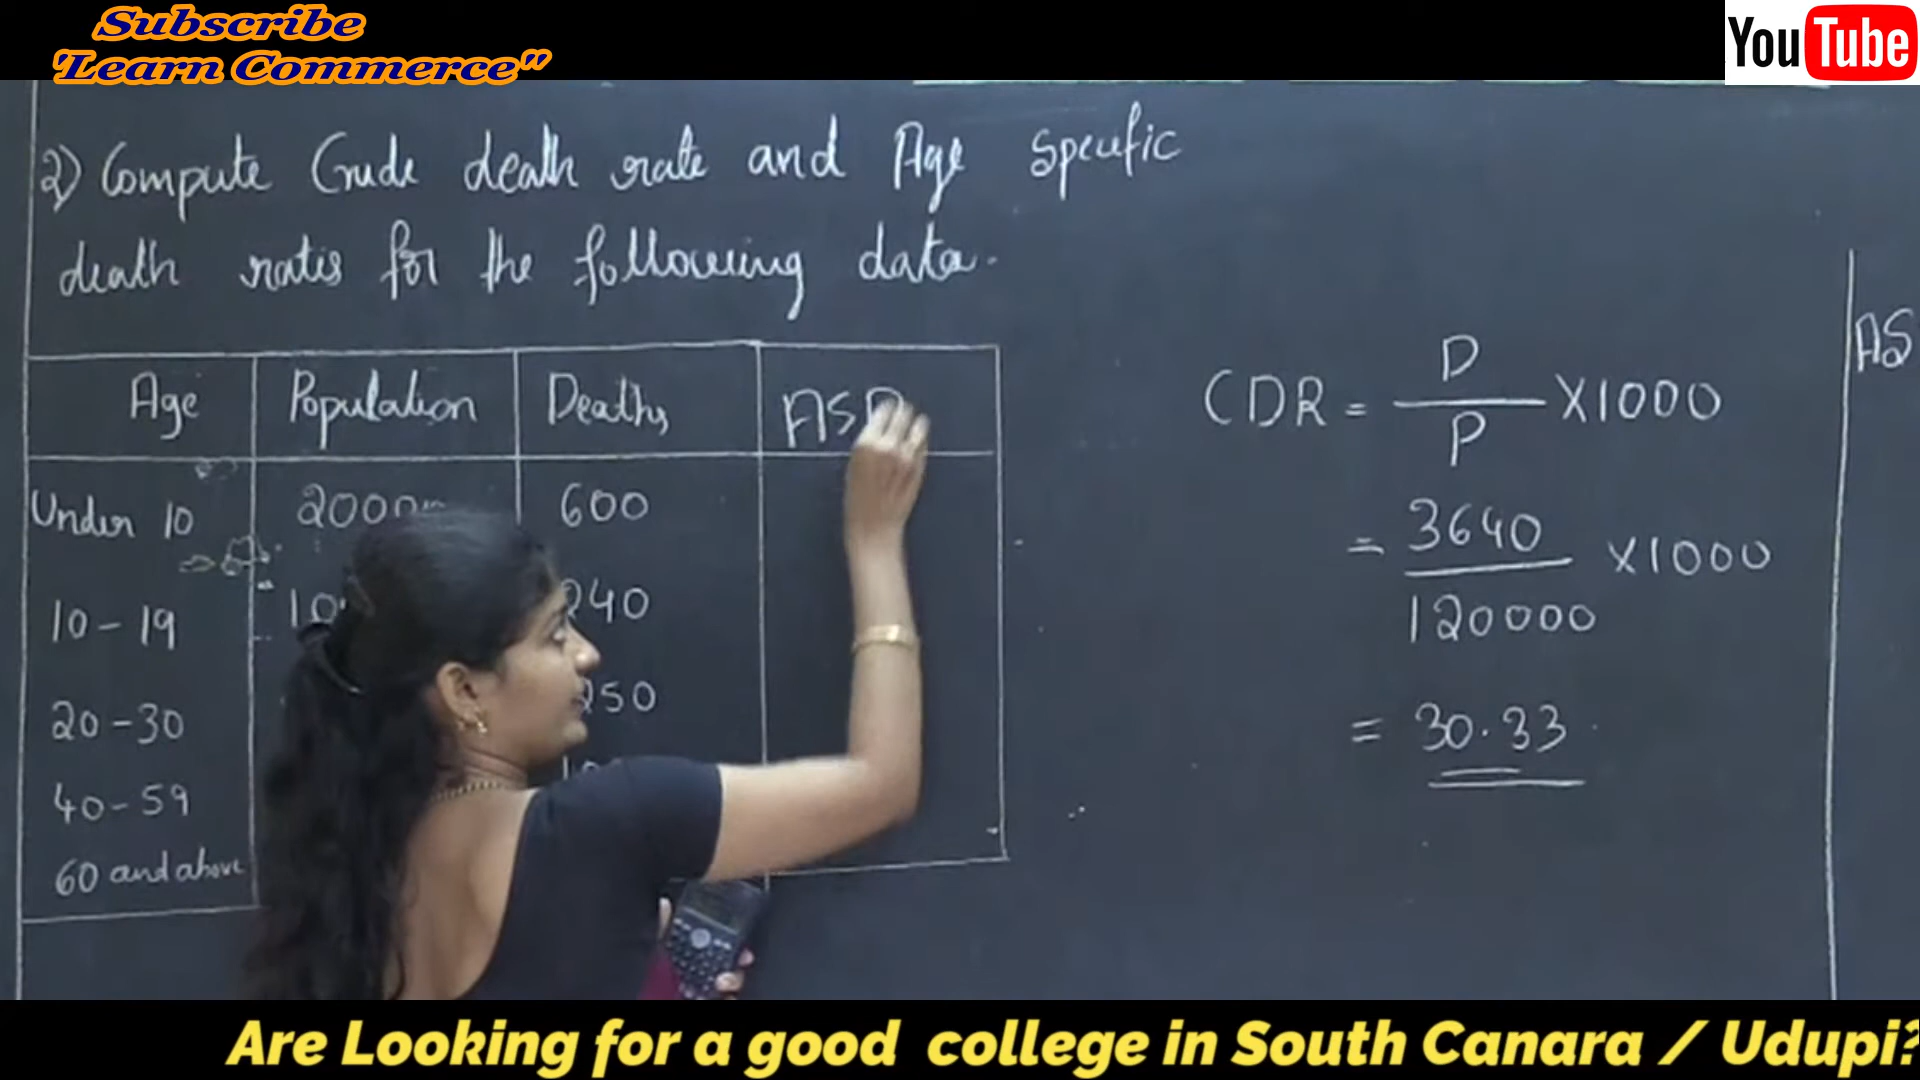 Subscribe
"Learn Commerce"
YouTube
2) Compute Crude death rate and Age Specific
death rates for the following data.
Age Population Deaths ASD
Under 10 600
10-19 240
20-30 250
40-59
60 and above
CDR = D/P X1000
= 3640/120000 X1000
= 30.33
AS
Are Looking for a good college in South Canara / Udupi?